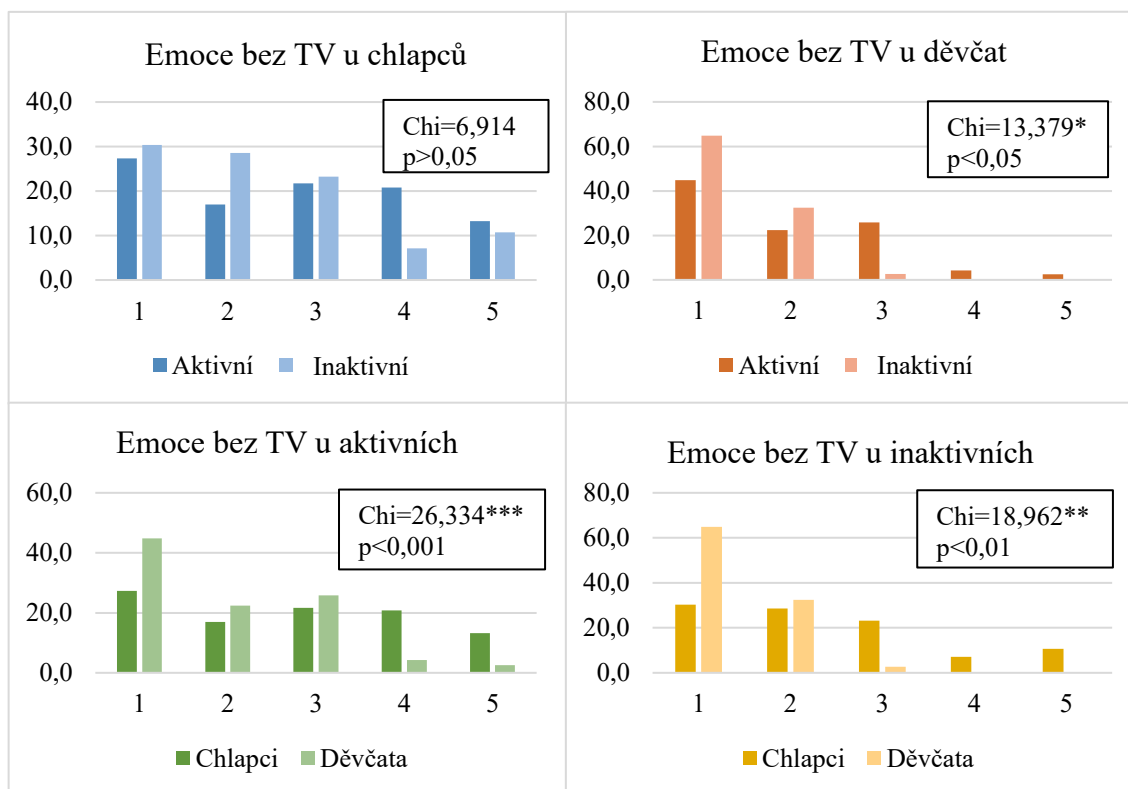 Emoce bez TV u chlapců
40,0
30,0
20,0
10,0
0,0
Chi=6,914
p>0,05
1 2 3 4 5
Aktivní Inaktivní
Emoce bez TV u děvčat
80,0
60,0
40,0
20,0
0,0
Chi=13,379*
p<0,05
1 2 3 4 5
Aktivní Inaktivní
Emoce bez TV u aktivních
60,0
40,0
20,0
0,0
Chi=26,334***
p<0,001
1 2 3 4 5
Chlapci Děvčata
Emoce bez TV u inaktivních
80,0
60,0
40,0
20,0
0,0
Chi=18,962**
p<0,01
1 2 3 4 5
Chlapci Děvčata